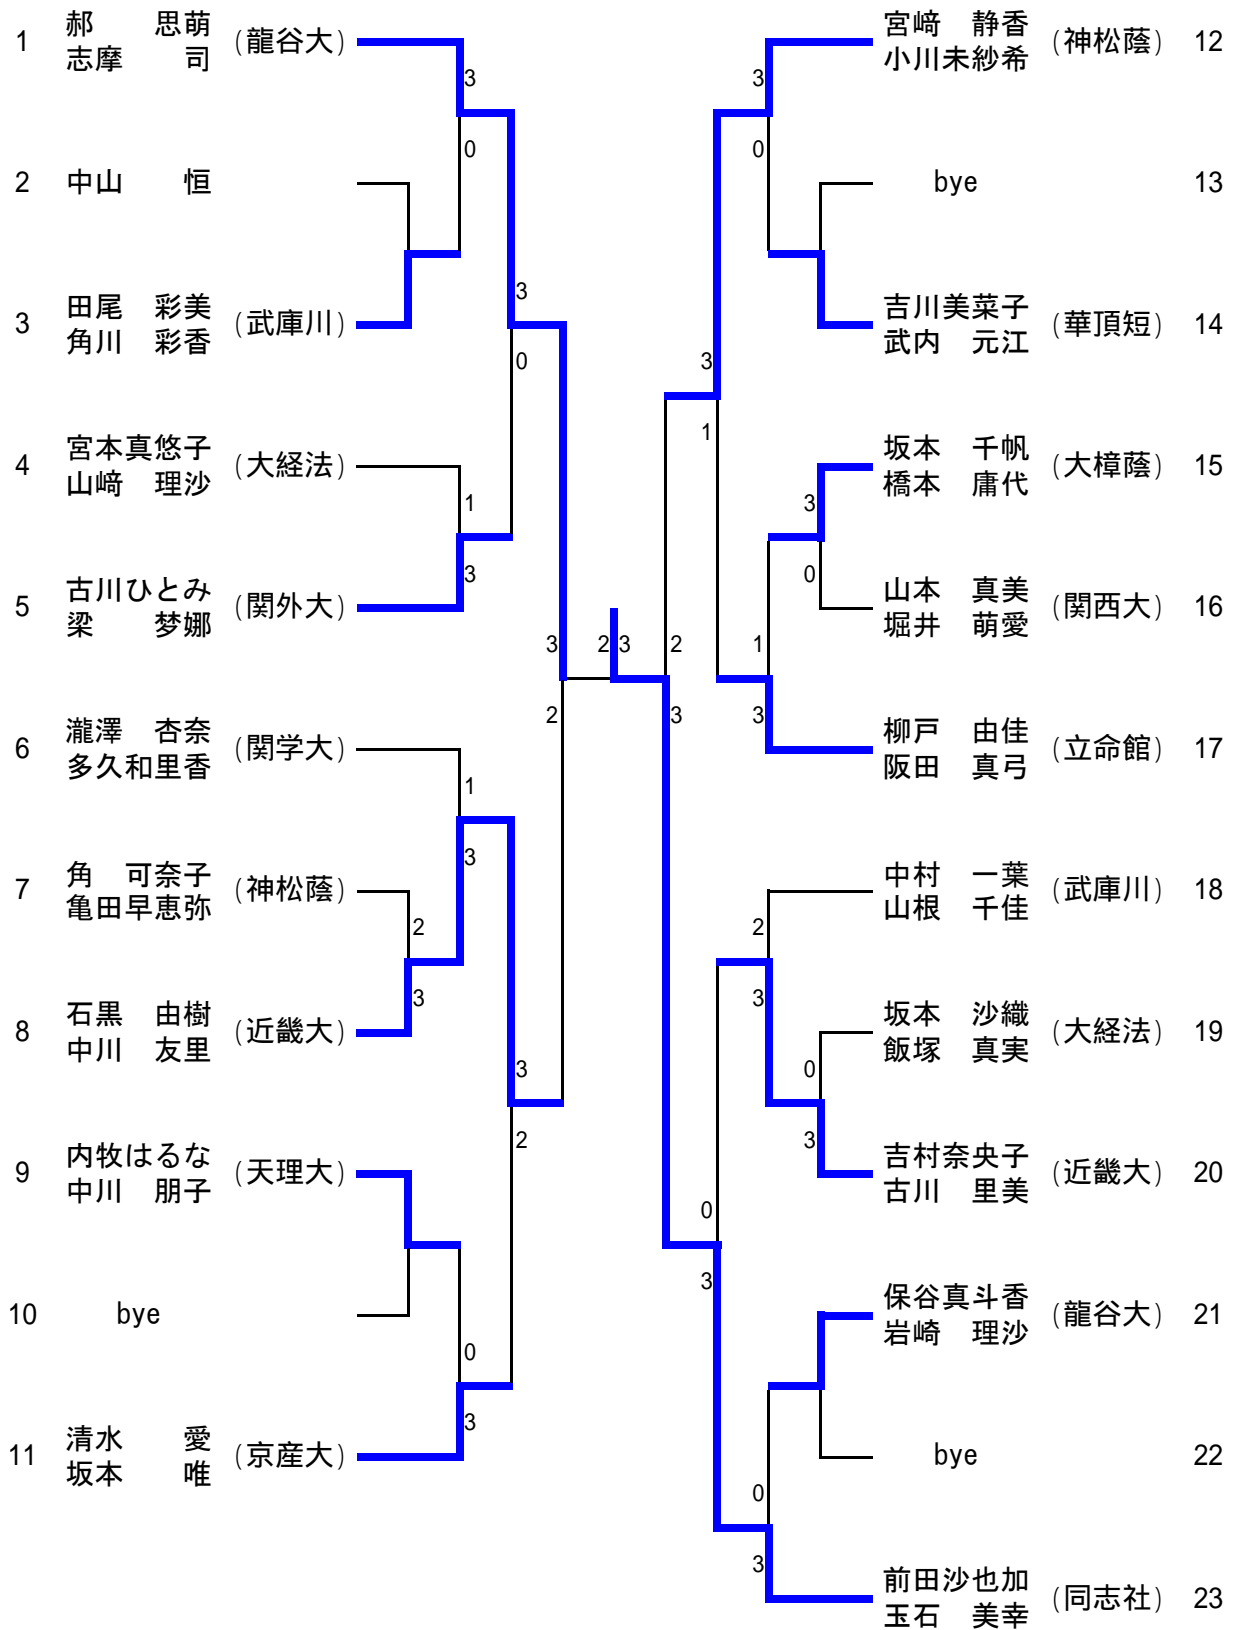 1 郝 思萌 (龍谷大)
志摩 司
2 中山 恒
3 田尾 彩美 (武庫川)
角川 彩香
4 宮本真悠子 (大経法)
山﨑 理沙
5 古川ひとみ (関外大)
梁 梦娜
6 瀧澤 杏奈 (関学大)
多久和里香
7 角 可奈子 (神松蔭)
亀田早恵弥
8 石黒 由樹 (近畿大)
中川 友里
9 内牧はるな (天理大)
中川 朋子
10 bye
11 清水 愛 (京産大)
坂本 唯
3
0
3
0
1
3
3
2
1
3
2
3
3
2
0
3
2 3
宮﨑 静香 (神松蔭) 12
小川未紗希
bye 13
吉川美菜子 (華頂短) 14
武内 元江
坂本 千帆 (大樟蔭) 15
橋本 庸代
山本 真美 (関西大) 16
堀井 萌愛
柳戸 由佳 (立命館) 17
阪田 真弓
中村 一葉 (武庫川) 18
山根 千佳
坂本 沙織 (大経法) 19
飯塚 真実
吉村奈央子 (近畿大) 20
古川 里美
保谷真斗香 (龍谷大) 21
岩崎 理沙
bye 22
前田沙也加 (同志社) 23
玉石 美幸
3
0
3
1
3
0
1
3
2
3
2
3
0
3
0
3
0
3